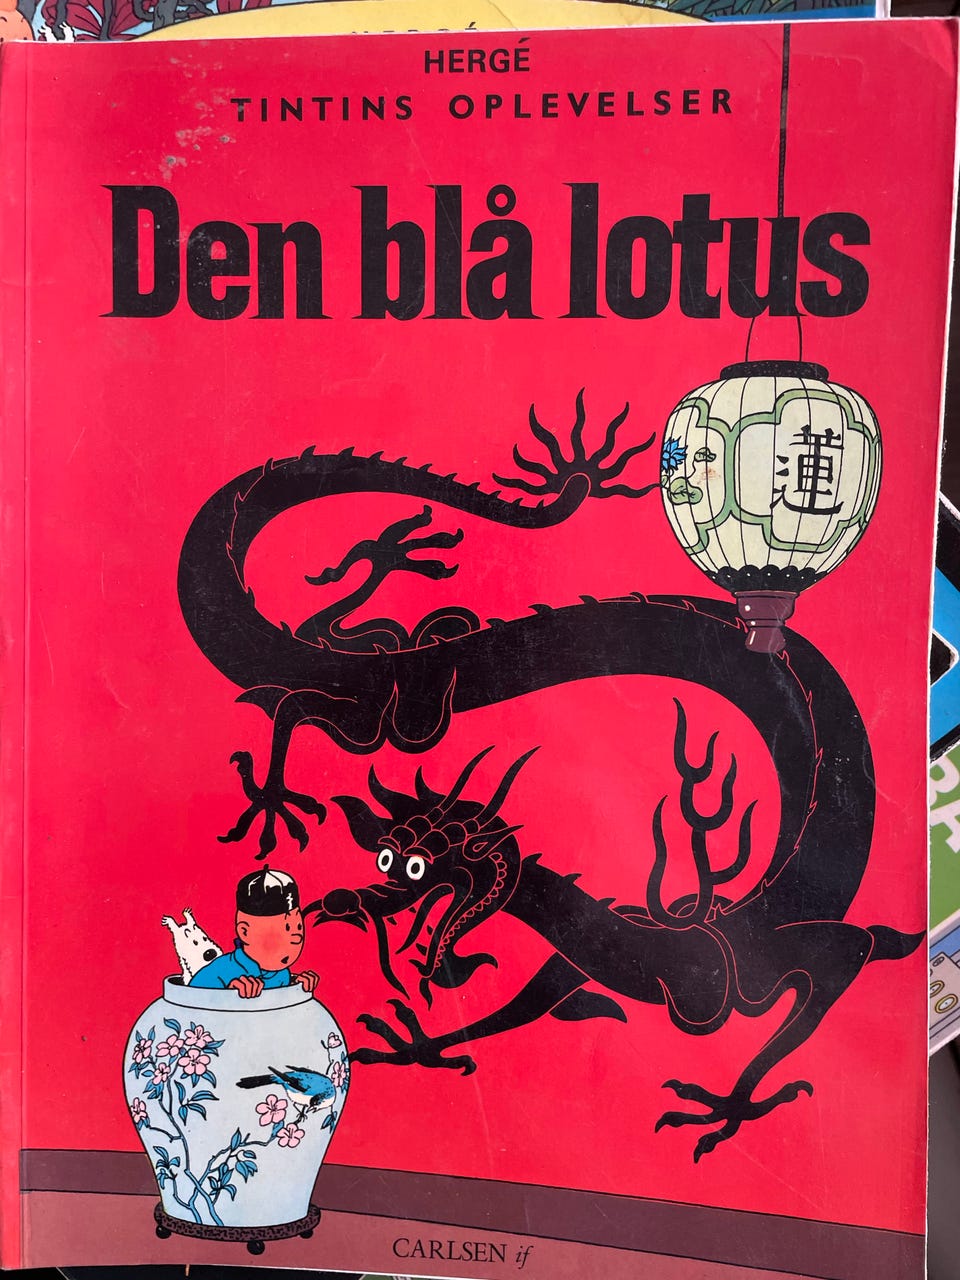 HERGÉ
TINTINS OPLEVELSER
Den blå lotus
蓮
CARLSEN if